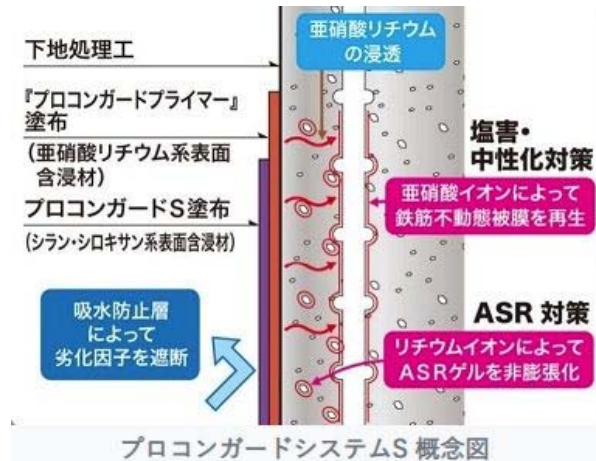 亜硝酸リチウム
の浸透
下地処理工
『プロコンガードプライマー』
塗布
(亜硝酸リチウム系表面
含浸材)
プロコンガードS塗布
(シラン・シロキサン系表面含浸材)
塩害・
中性化対策
亜硝酸イオンによって
鉄筋不動態被膜を再生
吸水防止層
によって
劣化因子を遮断
ASR 対策
リチウムイオンによって
ASRゲルを非膨張化
プロコンガードシステムS 概念図